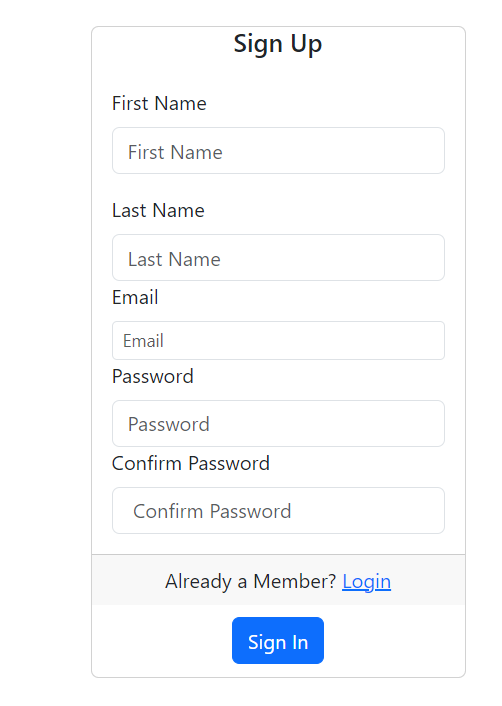 Sign Up
First Name
First Name
Last Name
Last Name
Email
Email
Password
Password
Confirm Password
Confirm Password
Already a Member? Login
Sign In